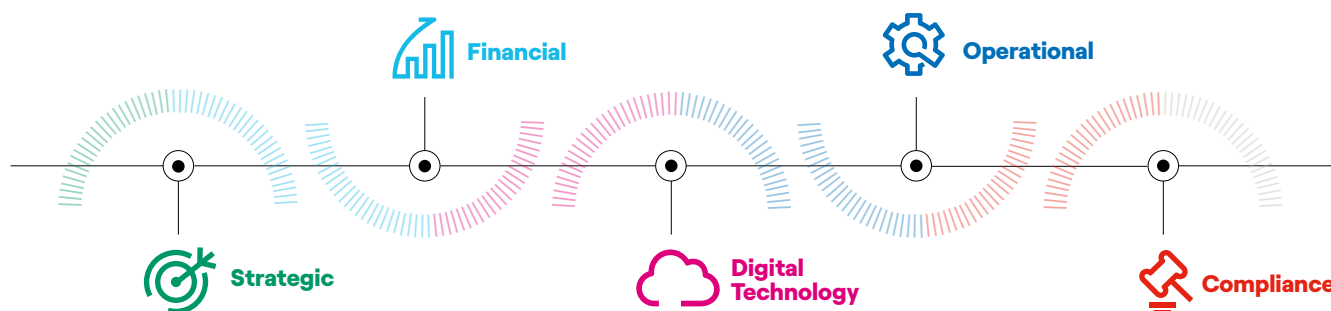 Financial
Operational
Strategic
Digital
Technology
Compliance